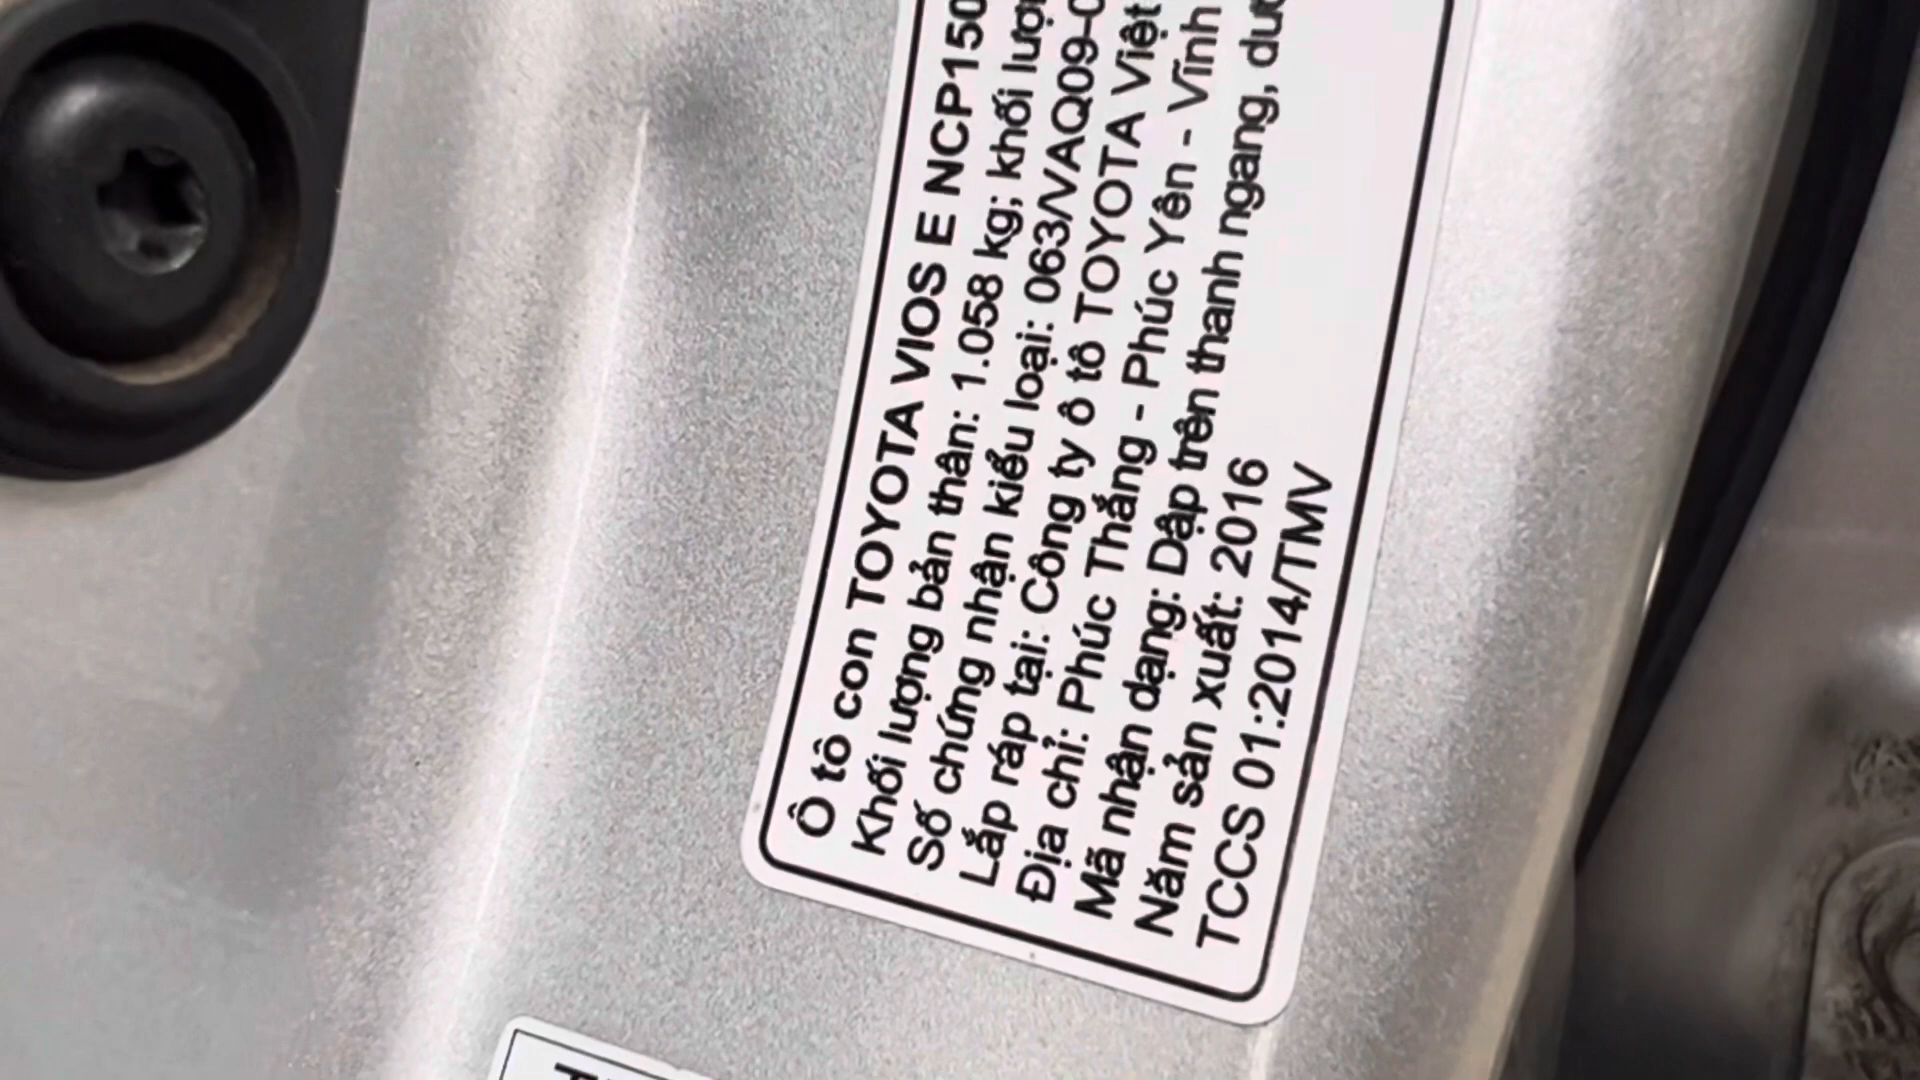 Ô tô con TOYOTA VIOS E NCP150
Khối lượng bản thân: 1.058 kg; khối
Số chứng nhận kiểu loại: 063/VAQ09-0
Lắp ráp tại: Công ty ô tô TOYOTA Việt
Địa chỉ: Phúc Thắng - Phúc Yên - Vĩnh
Mã nhận dạng: Dập trên thanh ngang,
Năm sản xuất: 2016
TCCS 01:2014/TMV